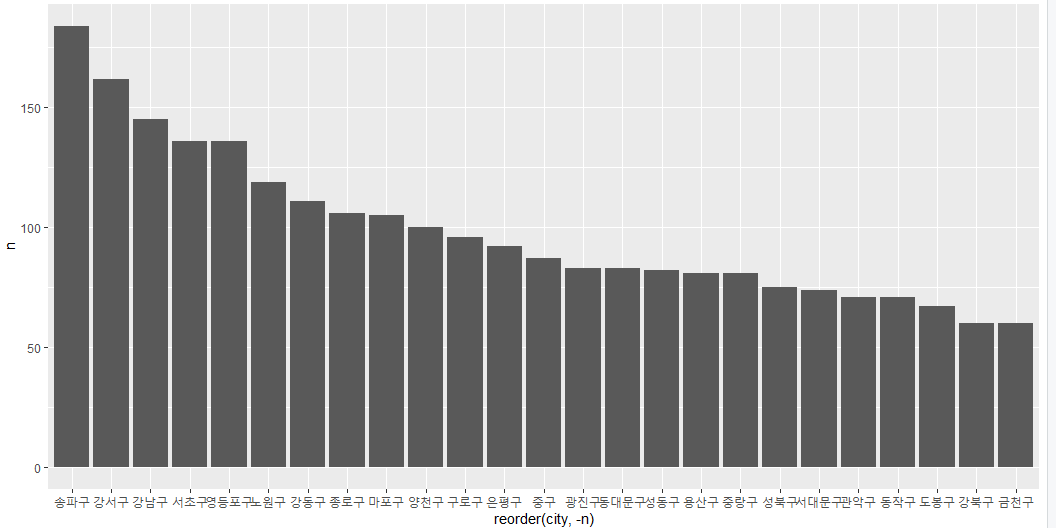 150
100
50
0
n
송파구 강서구 강남구 서초구 영등포구 노원구 강동구 종로구 마포구 양천구 구로구 은평구 중구 광진구 동대문구 성동구 용산구 중랑구 성북구 서대문구 관악구 동작구 도봉구 강북구 금천구
reorder(city, -n)